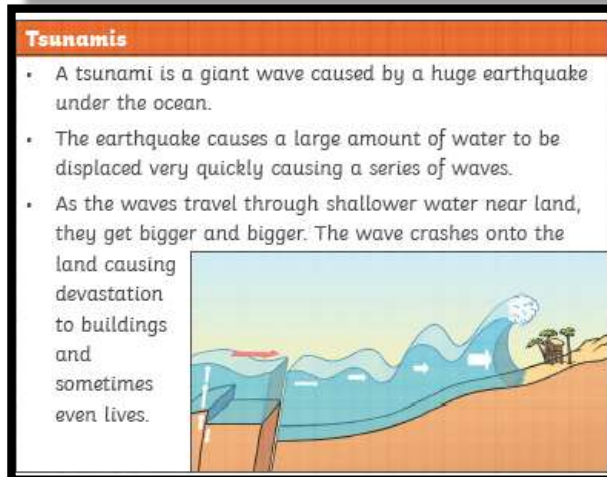 Tsunamis
• A tsunami is a giant wave caused by a huge earthquake
under the ocean.
• The earthquake causes a large amount of water to be
displaced very quickly causing a series of waves.
• As the waves travel through shallower water near land,
they get bigger and bigger. The wave crashes onto the
land causing
devastation
to buildings
and
sometimes
even lives.